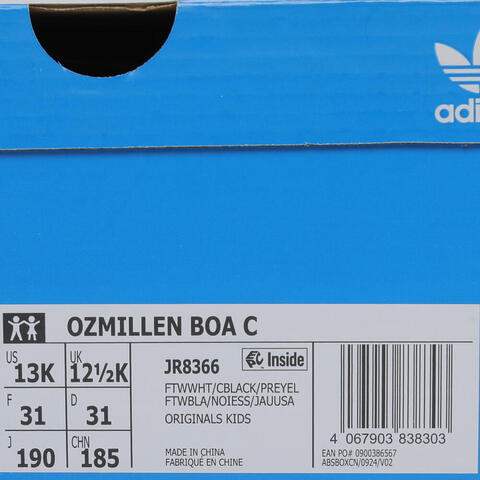 adi
OZMILLEN BOA C
US 13K UK 12½K
F 31 D 31
J 190 CHN 185
JR8366 Inside
FTWWHT/CBLACK/PREYEL
FTWBLA/NOIESS/JAUUSA
ORIGINALS KIDS
MADE IN CHINA
FABRIQUÉ EN CHINE
4 067903 838303
EAN PO# 0900386567
ABSBOXCN/0924/V02